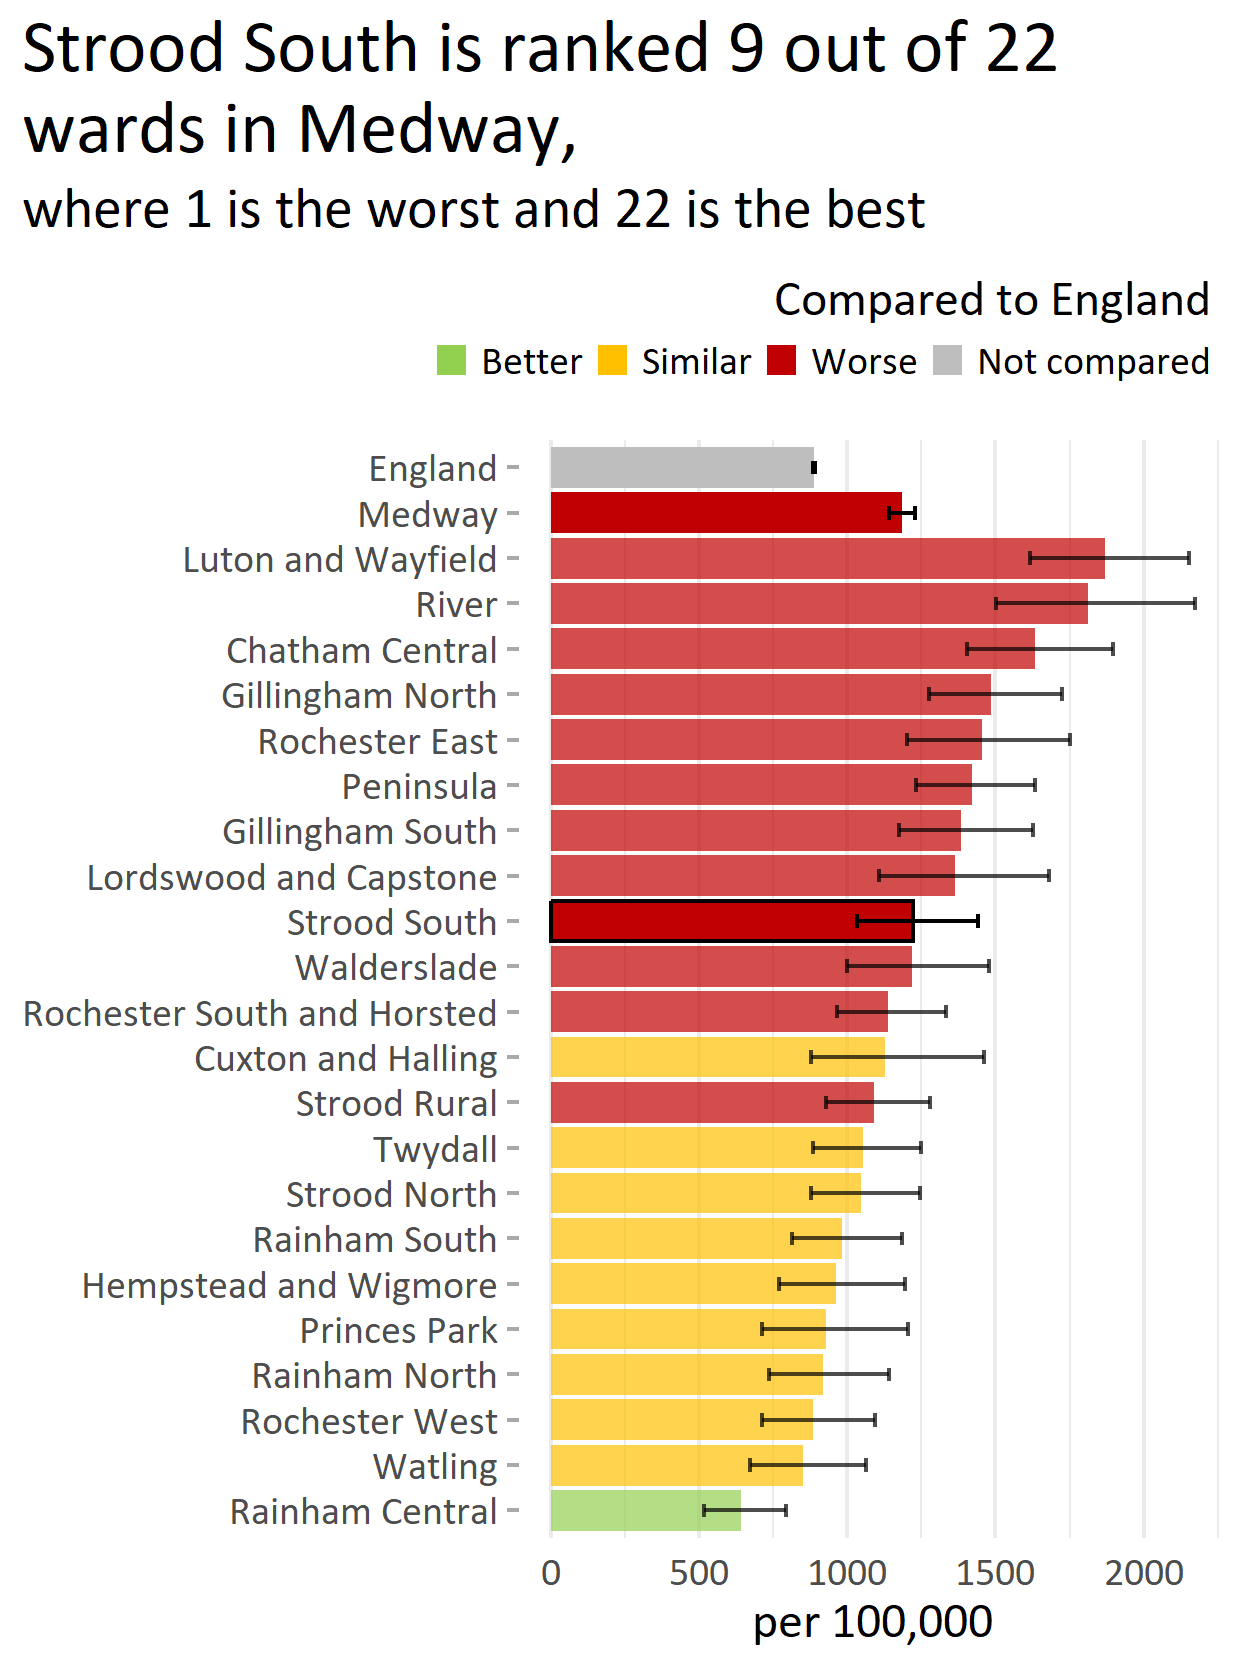 Strood South is ranked 9 out of 22
wards in Medway,
where 1 is the worst and 22 is the best
Compared to England
Better Similar Worse Not compared
England
Medway
Luton and Wayfield
River
Chatham Central
Gillingham North
Rochester East
Peninsula
Gillingham South
Lordswood and Capstone
Strood South
Walderslade
Rochester South and Horsted
Cuxton and Halling
Strood Rural
Twydall
Strood North
Rainham South
Hempstead and Wigmore
Princes Park
Rainham North
Rochester West
Watling
Rainham Central
0 500 1000 1500 2000
per 100,000